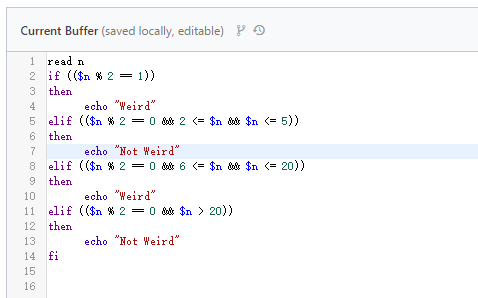 Current Buffer (saved locally, editable)
1 read n
2 if (($n % 2 == 1))
3 then
4 echo "Weird"
5 elif (($n % 2 == 0 && 2 <= $n && $n <= 5))
6 then
7 echo "Not Weird"
8 elif (($n % 2 == 0 && 6 <= $n && $n <= 20))
9 then
10 echo "Weird"
11 elif (($n % 2 == 0 && $n > 20))
12 then
13 echo "Not Weird"
14 fi
15
16